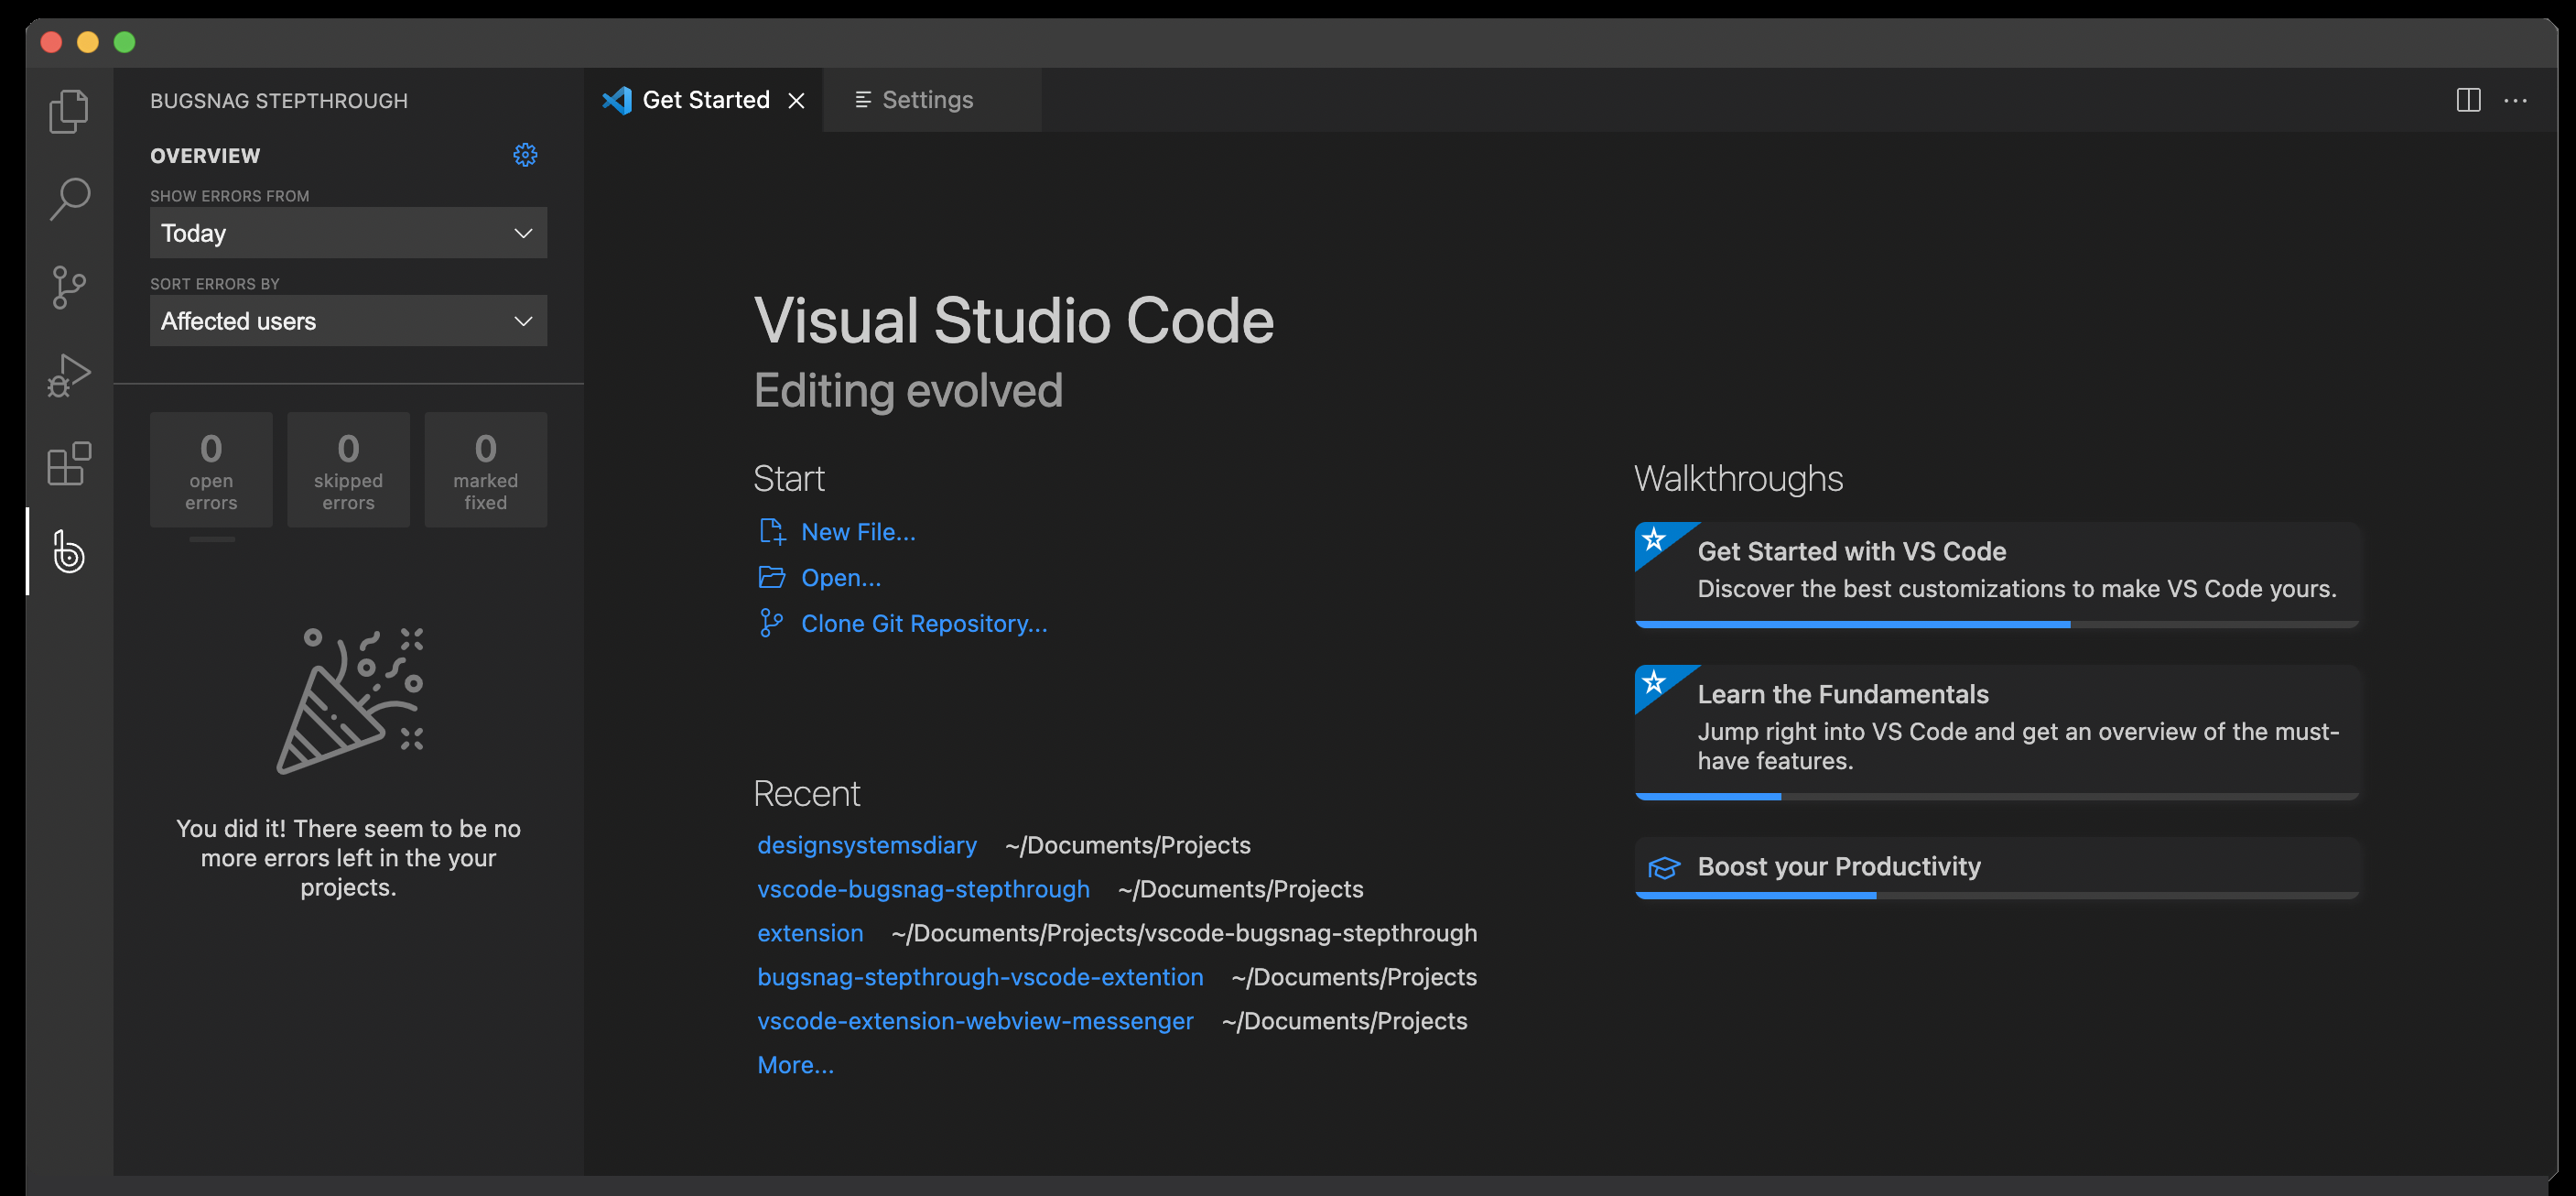 BUGSNAG STEPTHROUGH
OVERVIEW
SHOW ERRORS FROM
Today
SORT ERRORS BY
Affected users
0
open
errors
0
skipped
errors
0
marked
fixed
You did it! There seem to be no
more errors left in the your
projects.
Get Started
Settings
Visual Studio Code
Editing evolved
Start
New File...
Open...
Clone Git Repository...
Recent
designsystemsdiary ~/Documents/Projects
vscode-bugsnag-stepthrough ~/Documents/Projects
extension ~/Documents/Projects/vscode-bugsnag-stepthrough
bugsnag-stepthrough-vscode-extention ~/Documents/Projects
vscode-extension-webview-messenger ~/Documents/Projects
More...
Walkthroughs
Get Started with VS Code
Discover the best customizations to make VS Code yours.
Learn the Fundamentals
Jump right into VS Code and get an overview of the must-
have features.
Boost your Productivity